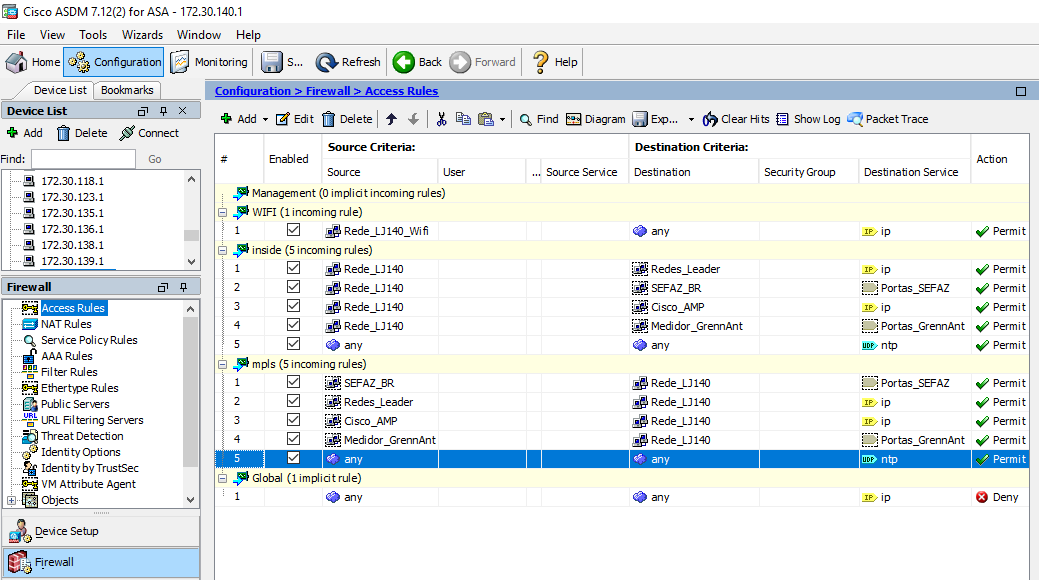 Cisco ASDM 7.12(2) for ASA - 172.30.140.1
File View Tools Wizards Window Help
Home Configuration Monitoring S... Refresh Back Forward Help
Device List Bookmarks
Device List
Add Delete Connect
Find: Go
172.30.118.1
172.30.123.1
172.30.135.1
172.30.136.1
172.30.138.1
172.30.139.1
Firewall
Access Rules
NAT Rules
Service Policy Rules
AAA Rules
Filter Rules
Ethertype Rules
Public Servers
URL Filtering Servers
Threat Detection
Identity Options
Identity by TrustSec
VM Attribute Agent
Objects
Device Setup
Firewall
Configuration > Firewall > Access Rules
Add Edit Delete Find Diagram Exp... Clear Hits Show Log Packet Trace
# Enabled Source Criteria: Destination Criteria: Action
Source User ... Source Service Destination Security Group Destination Service
Management (0 implicit incoming rules)
WIFI (1 incoming rule)
1 Rede_LJ140_Wifi any ip Permit
inside (5 incoming rules)
1 Rede_LJ140 Redes_Leader ip Permit
2 Rede_LJ140 SEFAZ_BR Portas_SEFAZ Permit
3 Rede_LJ140 Cisco_AMP ip Permit
4 Rede_LJ140 Medidor_GrennAnt Portas_GrennAnt Permit
5 any any ntp Permit
mpls (5 incoming rules)
1 SEFAZ_BR Rede_LJ140 Portas_SEFAZ Permit
2 Redes_Leader Rede_LJ140 ip Permit
3 Cisco_AMP Rede_LJ140 ip Permit
4 Medidor_GrennAnt Rede_LJ140 Portas_GrennAnt Permit
5 any any ntp Permit
Global (1 implicit rule)
1 any any ip Deny